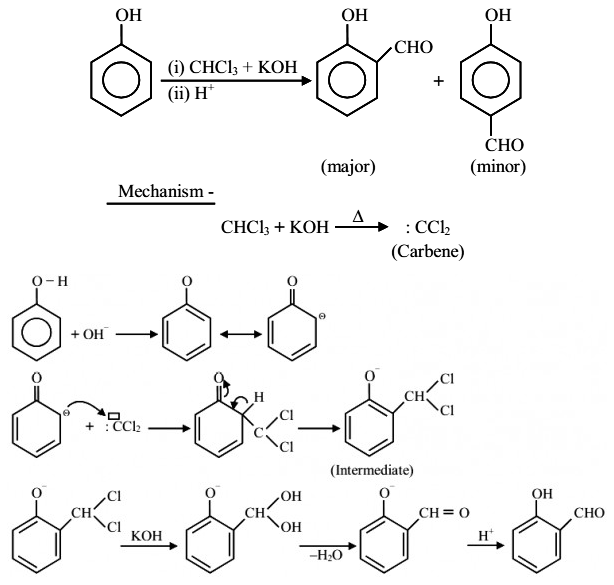 OH OH OH
CHO
(i) CHCl₃ + KOH
(ii) H⁺
+
CHO
(major) (minor)
Mechanism -
CHCl₃ + KOH Δ : CCl₂
(Carbene)
O – H O O
+ OH⁻ ⊖
O O H O⁻ Cl
⊖ + : CCl₂ C Cl CH Cl
Cl
(Intermediate)
O⁻ Cl O⁻ OH O⁻ OH
CH CH CH = O CHO
Cl KOH OH –H₂O H⁺